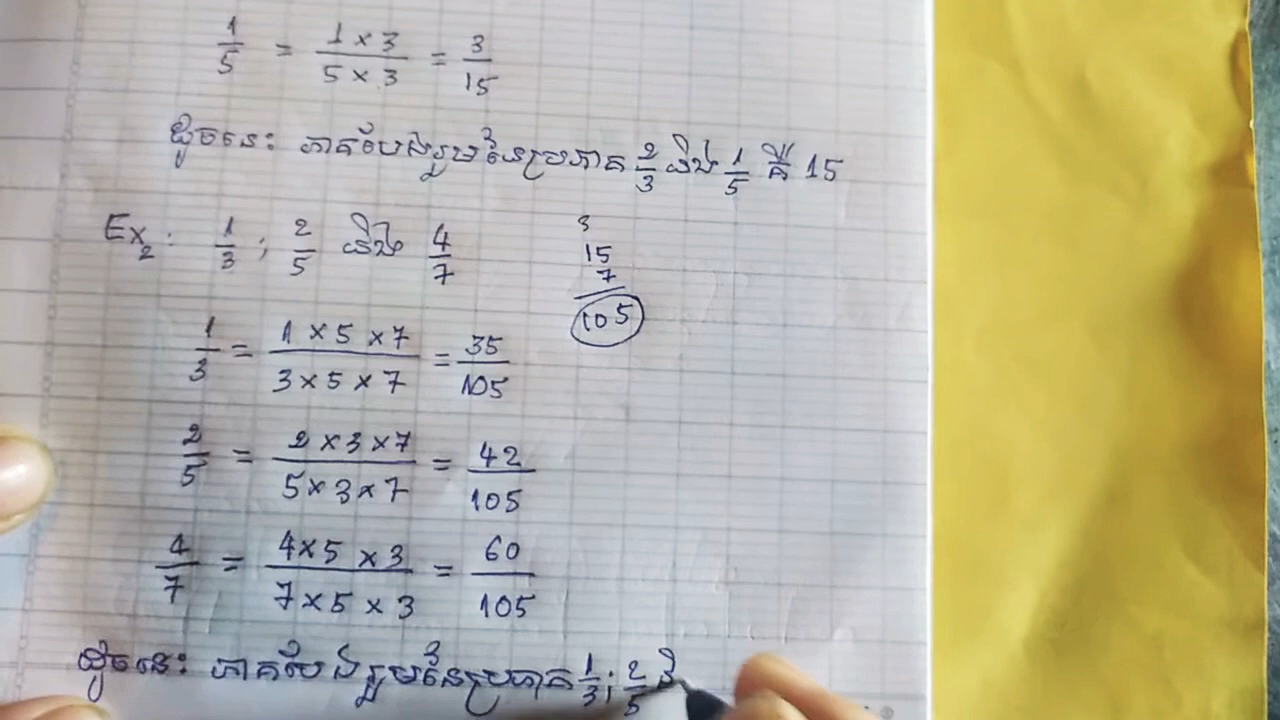 1/5 = 1 × 3 / 5 × 3 = 3/15
ដូចនេះ ភាគបែងរួមនៃប្រភាគ 2/3 និង 1/5 គឺ 15
Ex2 : 1/3 ; 2/5 និង 4/7
3
15
7
105
1/3 = 1 × 5 × 7 / 3 × 5 × 7 = 35/105
2/5 = 2 × 3 × 7 / 5 × 3 × 7 = 42/105
4/7 = 4 × 5 × 3 / 7 × 5 × 3 = 60/105
ដូចនេះ ភាគបែងរួមនៃប្រភាគ 1/3 ; 2/5